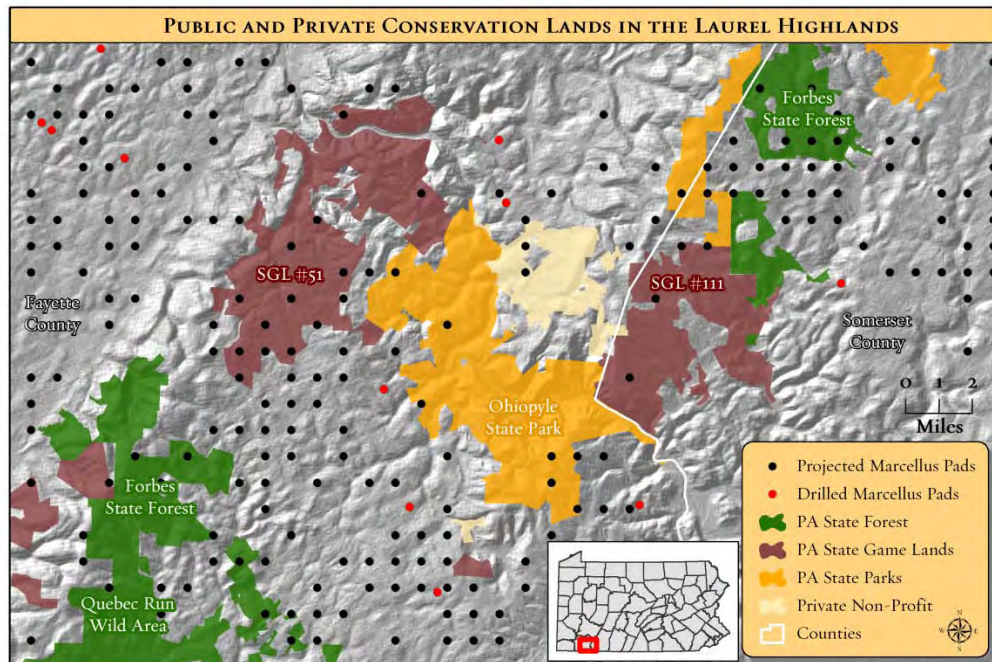 Public and Private Conservation Lands in the Laurel Highlands
Forbes
State Forest
SGL #51
SGL #111
Fayette
County
Somerset
County
0 1 2
Miles
Ohiopyle
State Park
Forbes
State Forest
Quebec Run
Wild Area
Projected Marcellus Pads
Drilled Marcellus Pads
PA State Forest
PA State Game Lands
PA State Parks
Private Non-Profit
Counties
N
W E
S